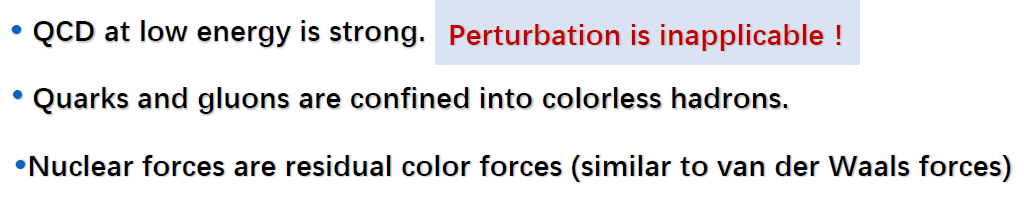 • QCD at low energy is strong. Perturbation is inapplicable !
• Quarks and gluons are confined into colorless hadrons.
•Nuclear forces are residual color forces (similar to van der Waals forces)